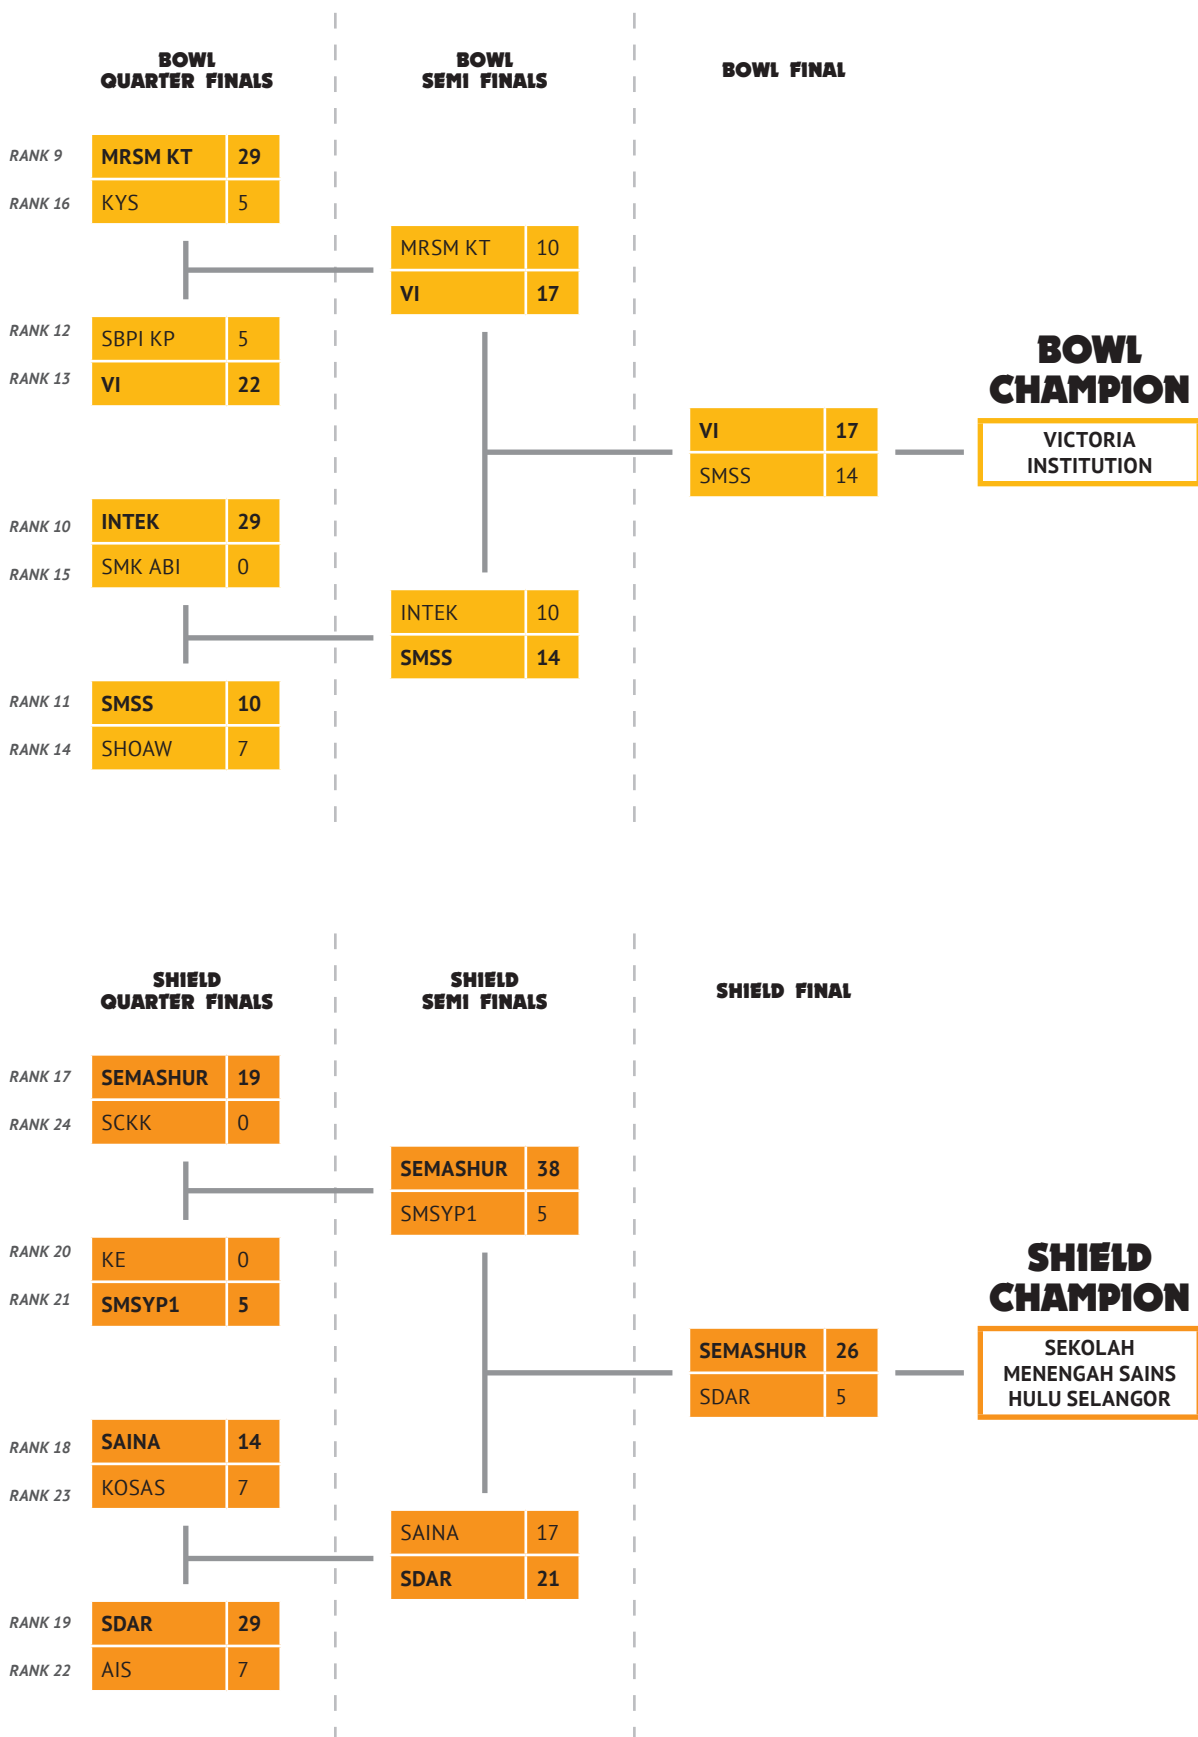 BOWL
QUARTER FINALS
BOWL
SEMI FINALS
BOWL FINAL
RANK 9
MRSM KT 29
RANK 16
KYS 5
MRSM KT 10
VI 17
RANK 12
SBPI KP 5
RANK 13
VI 22
BOWL
CHAMPION
VI 17
SMSS 14
VICTORIA
INSTITUTION
RANK 10
INTEK 29
RANK 15
SMK ABI 0
INTEK 10
SMSS 14
RANK 11
SMSS 10
RANK 14
SHOAW 7
SHIELD
QUARTER FINALS
SHIELD
SEMI FINALS
SHIELD FINAL
RANK 17
SEMASHUR 19
RANK 24
SCKK 0
SEMASHUR 38
SMSYP1 5
RANK 20
KE 0
RANK 21
SMSYP1 5
SHIELD
CHAMPION
SEMASHUR 26
SDAR 5
SEKOLAH
MENENGAH SAINS
HULU SELANGOR
RANK 18
SAINA 14
RANK 23
KOSAS 7
SAINA 17
SDAR 21
RANK 19
SDAR 29
RANK 22
AIS 7